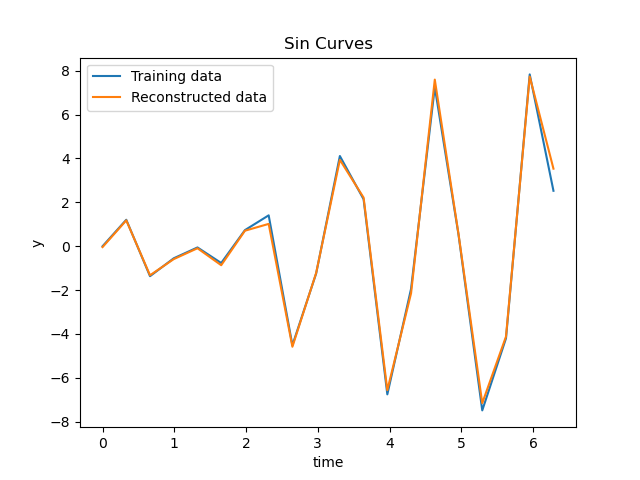 Sin Curves
Training data
Reconstructed data
8
6
4
2
0
−2
−4
−6
−8
y
0 1 2 3 4 5 6
time